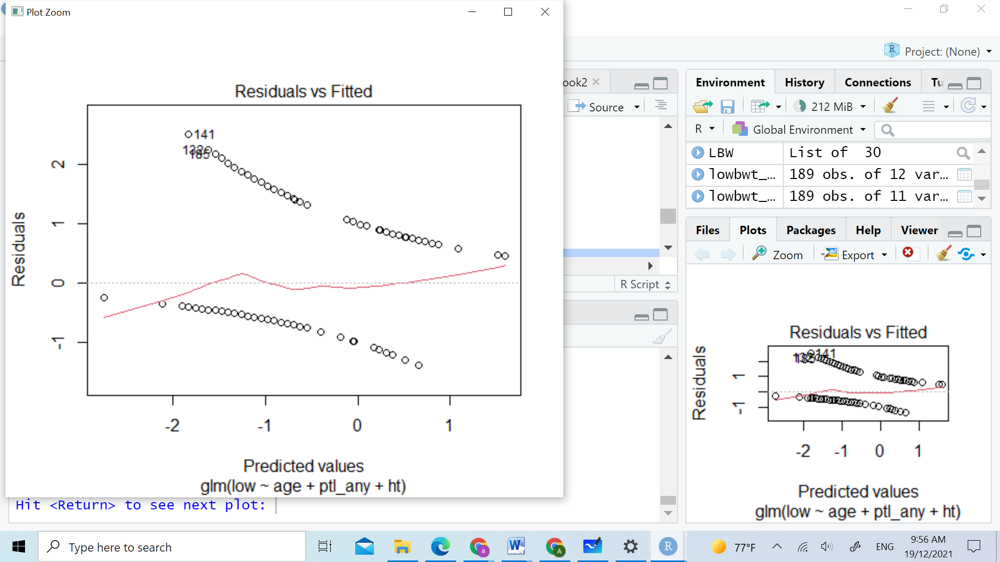 Plot Zoom
Residuals vs Fitted
141
185
Residuals
2
1
0
-1
-2 -1 0 1
Predicted values
glm(low ~ age + ptl_any + ht)
Hit <Return> to see next plot:
Project: (None)
ook2
Source
R Script
Environment History Connections Tu
212 MiB
R Global Environment
LBW List of 30
lowbwt_… 189 obs. of 12 var…
lowbwt_… 189 obs. of 11 var…
Files Plots Packages Help Viewer
Zoom Export
Residuals vs Fitted
141
Residuals
1
-1
-2 -1 0 1
Predicted values
glm(low ~ age + ptl_any + ht)
Type here to search
77°F
ENG
9:56 AM
19/12/2021